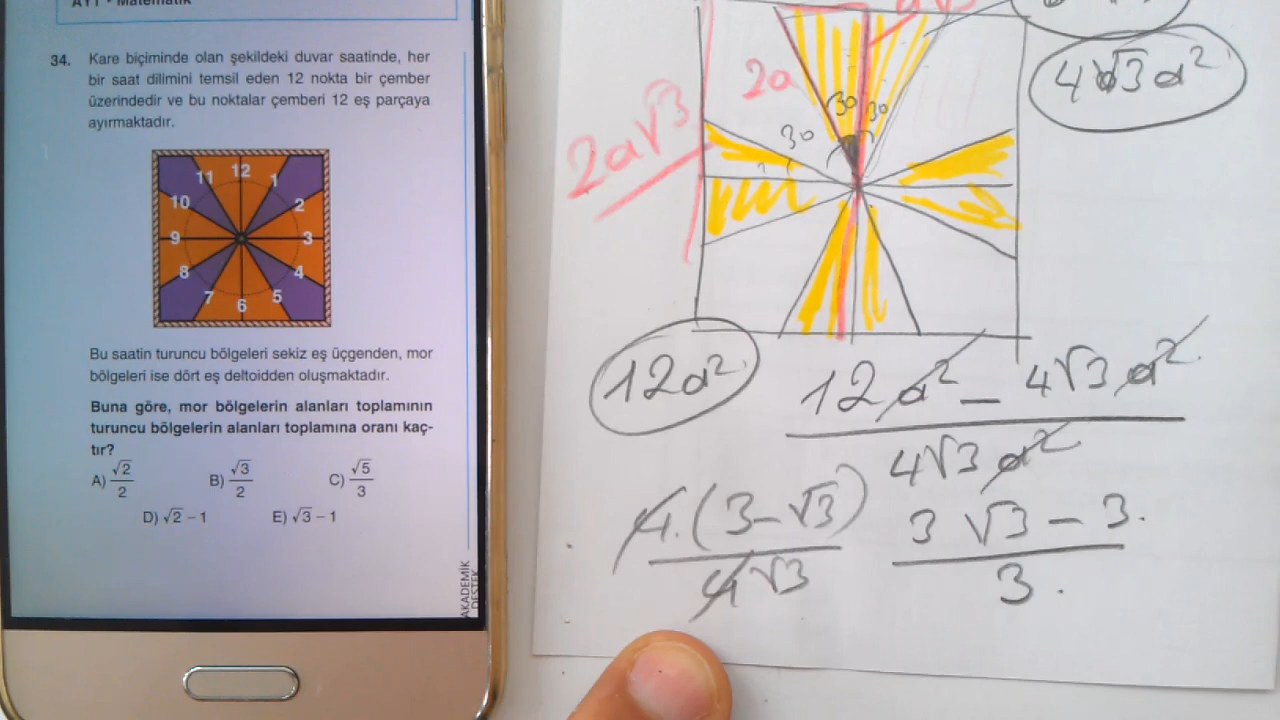 AYT - Matematik
34. Kare biçiminde olan şekildeki duvar saatinde, her
bir saat dilimini temsil eden 12 nokta bir çember
üzerindedir ve bu noktalar çemberi 12 eş parçaya
ayırmaktadır.
11 12 1
10 2
9 3
8 4
7 6 5
Bu saatin turuncu bölgeleri sekiz eş üçgenden, mor
bölgeleri ise dört eş deltoidden oluşmaktadır.
Buna göre, mor bölgelerin alanları toplamının
turuncu bölgelerin alanları toplamına oranı kaç-
tır?
A) √2/2 B) √3/2 C) √5/3
D) √2 – 1 E) √3 – 1
AKADEMİK
DESTEK
4√3a²
2a
30 30
30
2a√3
12a²
12a² – 4√3a²
4√3a²
4.(3–√3)
4√3
3√3 – 3.
3.